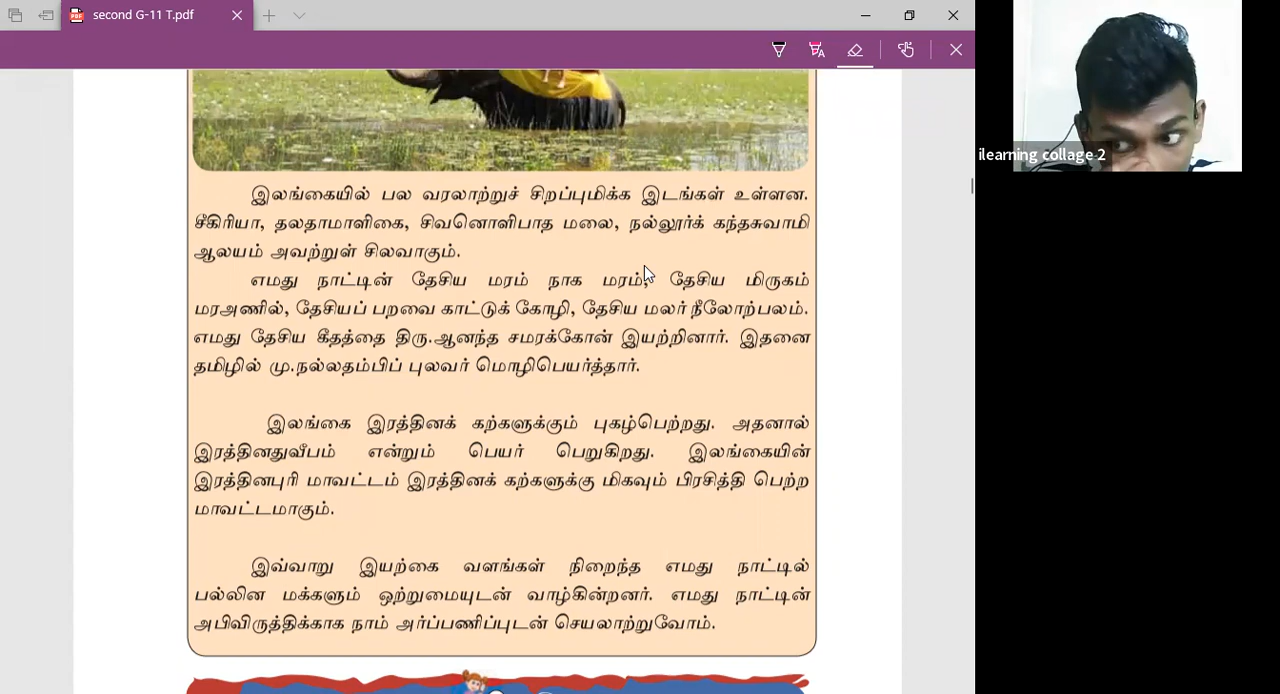 second G-11 T.pdf
ilearning collage 2
இலங்கையில் பல வரலாற்றுச் சிறப்புமிக்க இடங்கள் உள்ளன.
சீகிரியா, தலதாமாளிகை, சிவனொளிபாத மலை, நல்லூர்க் கந்தசுவாமி
ஆலயம் அவற்றுள் சிலவாகும்.
எமது நாட்டின் தேசிய மரம் நாக மரம், தேசிய மிருகம்
மரஅணில், தேசியப் பறவை காட்டுக் கோழி, தேசிய மலர் நீலோற்பலம்.
எமது தேசிய கீதத்தை திரு.ஆனந்த சமரக்கோன் இயற்றினார். இதனை
தமிழில் மு.நல்லதம்பிப் புலவர் மொழிபெயர்த்தார்.
இலங்கை இரத்தினக் கற்களுக்கும் புகழ்பெற்றது. அதனால்
இரத்தினதுவீபம் என்றும் பெயர் பெறுகிறது. இலங்கையின்
இரத்தினபுரி மாவட்டம் இரத்தினக் கற்களுக்கு மிகவும் பிரசித்தி பெற்ற
மாவட்டமாகும்.
இவ்வாறு இயற்கை வளங்கள் நிறைந்த எமது நாட்டில்
பல்லின மக்களும் ஒற்றுமையுடன் வாழ்கின்றனர். எமது நாட்டின்
அபிவிருத்திக்காக நாம் அர்ப்பணிப்புடன் செயலாற்றுவோம்.